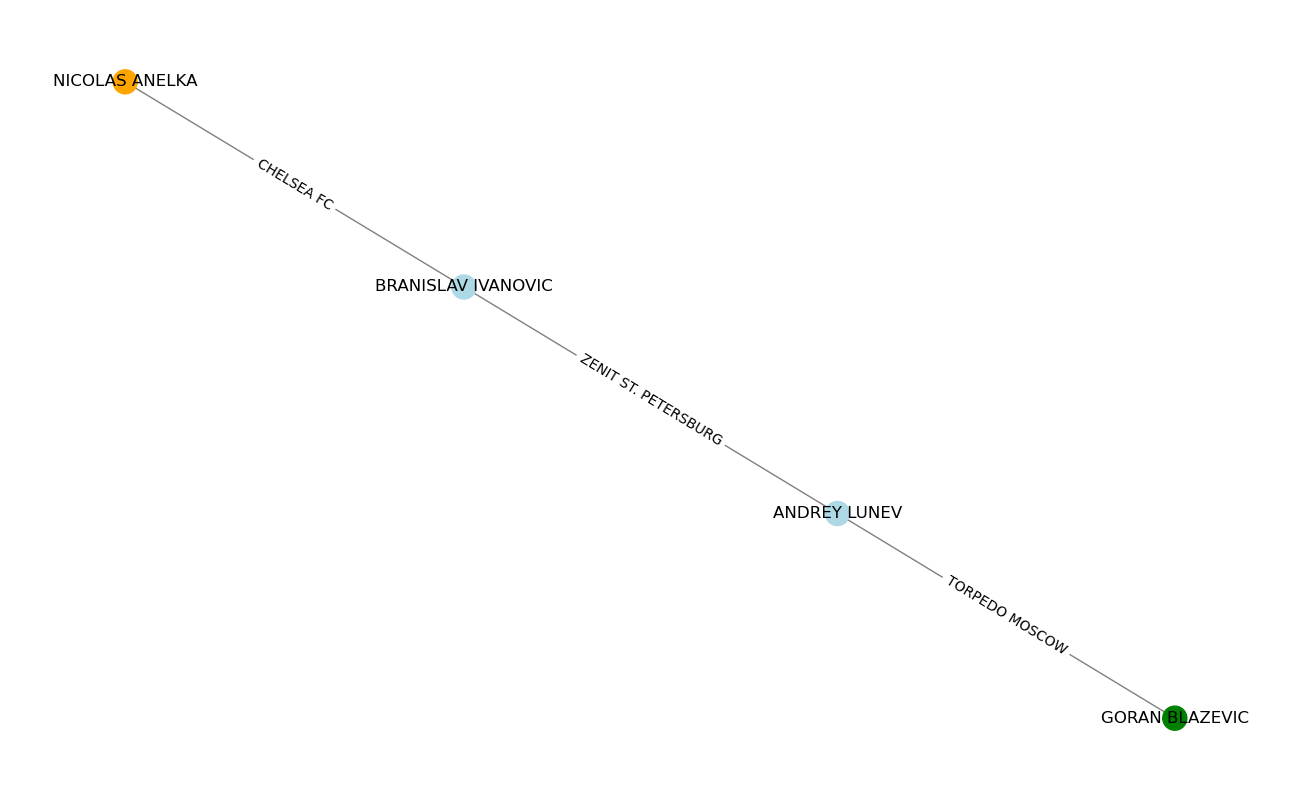 NICOLAS ANELKA
CHELSEA FC
BRANISLAV IVANOVIC
ZENIT ST. PETERSBURG
ANDREY LUNEV
TORPEDO MOSCOW
GORAN BLAZEVIC